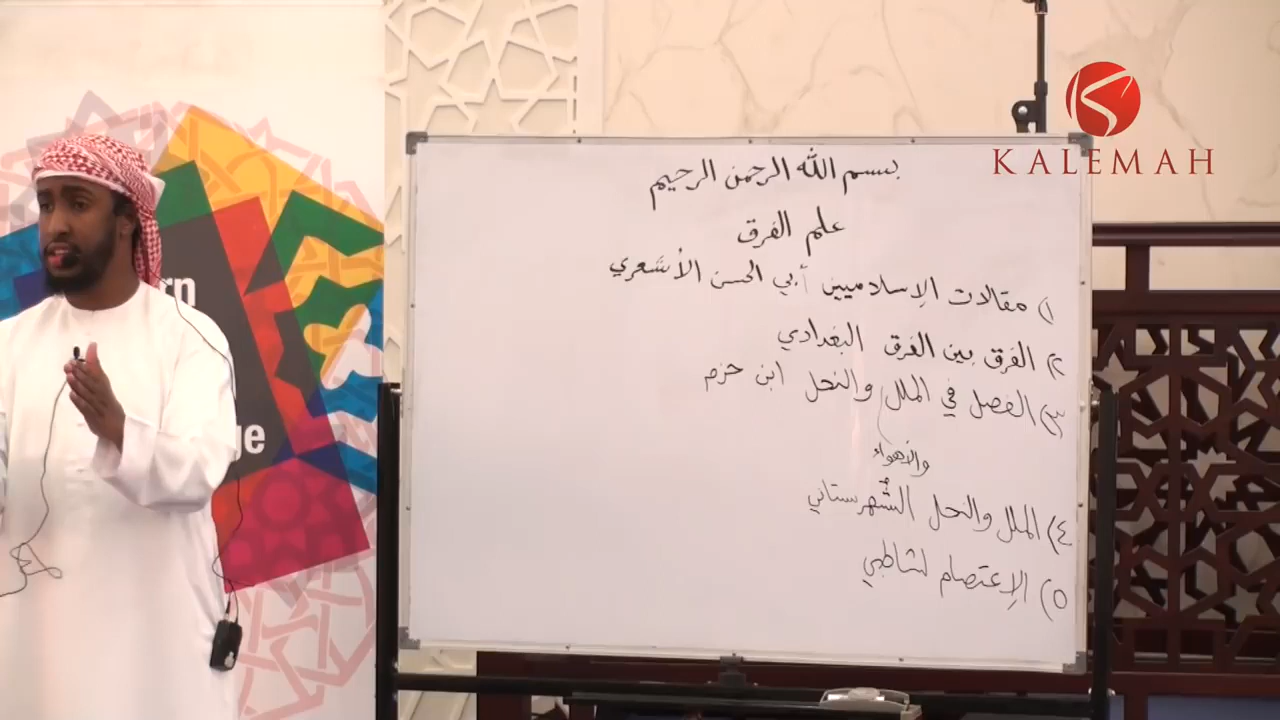 KALEMAH
بسم الله الرحمن الرحيم
علم الفرق
١) مقالات الإسلاميين أبي الحسن الأشعري
٢) الفرق بين الفرق البغدادي
٣) الفصل في الملل والنحل ابن حزم
والأهواء
٤) الملل والنحل الشهرستاني
٥) الإعتصام لشاطبي